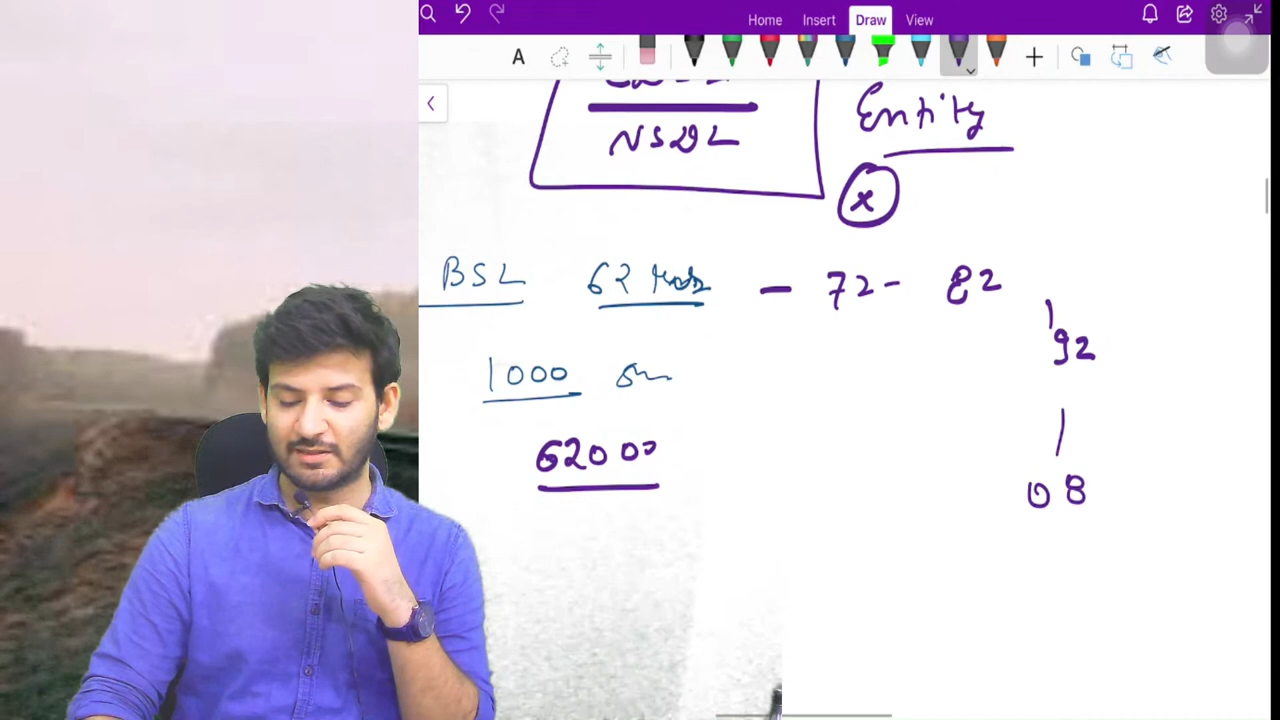 Home Insert Draw View
A
Entity
NSDL
x
BSL 62 - 72 - 82
92
1000
62000
08